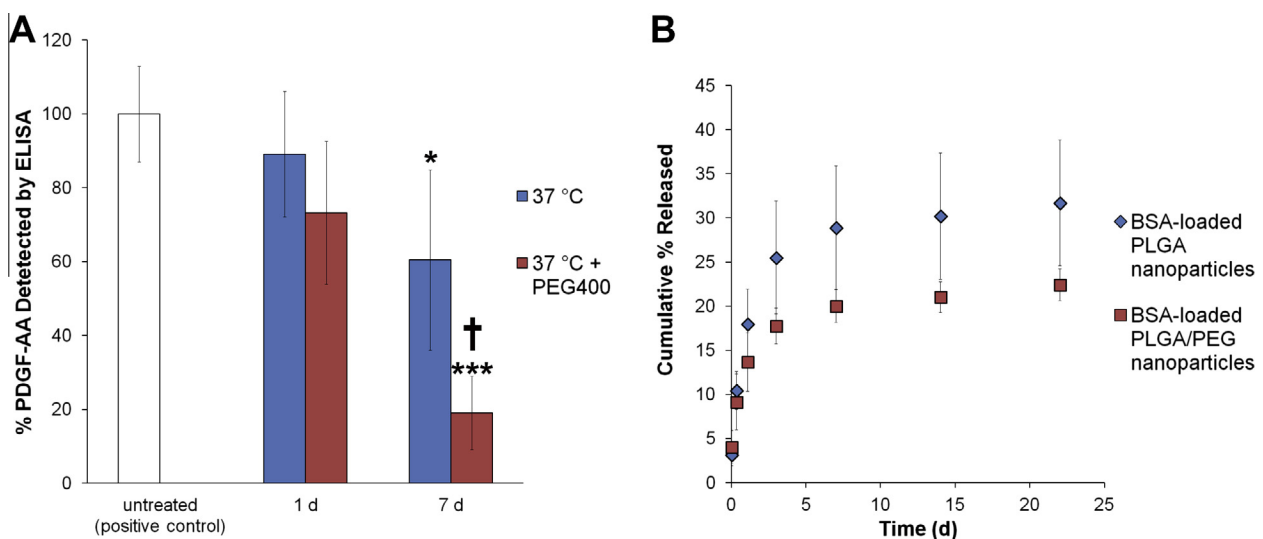 A
% PDGF-AA Detetected by ELISA
120
100
80
60
40
20
0
*
†
***
untreated
(positive control)
1 d
7 d
37 °C
37 °C +
PEG400
B
Cumulative % Released
45
40
35
30
25
20
15
10
5
0
0
5
10
15
20
25
Time (d)
BSA-loaded
PLGA
nanoparticles
BSA-loaded
PLGA/PEG
nanoparticles